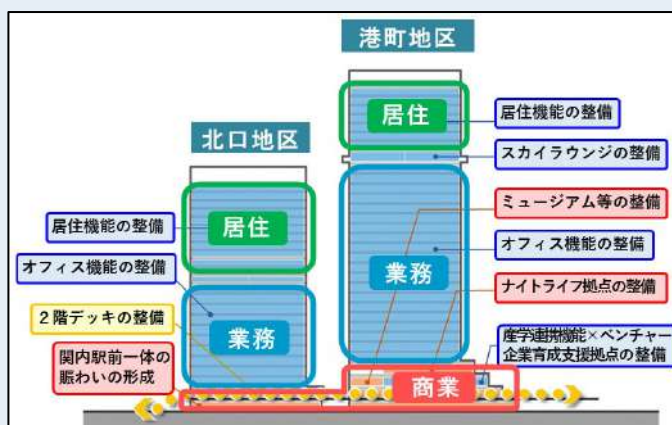 港町地区
北口地区
居住
居住機能の整備
スカイラウンジの整備
ミュージアム等の整備
オフィス機能の整備
業務
ナイトライフ拠点の整備
産学連携機能×ベンチャー
企業育成支援拠点の整備
居住機能の整備
居住
オフィス機能の整備
2階デッキの整備
業務
関内駅前一体の
賑わいの形成
商業